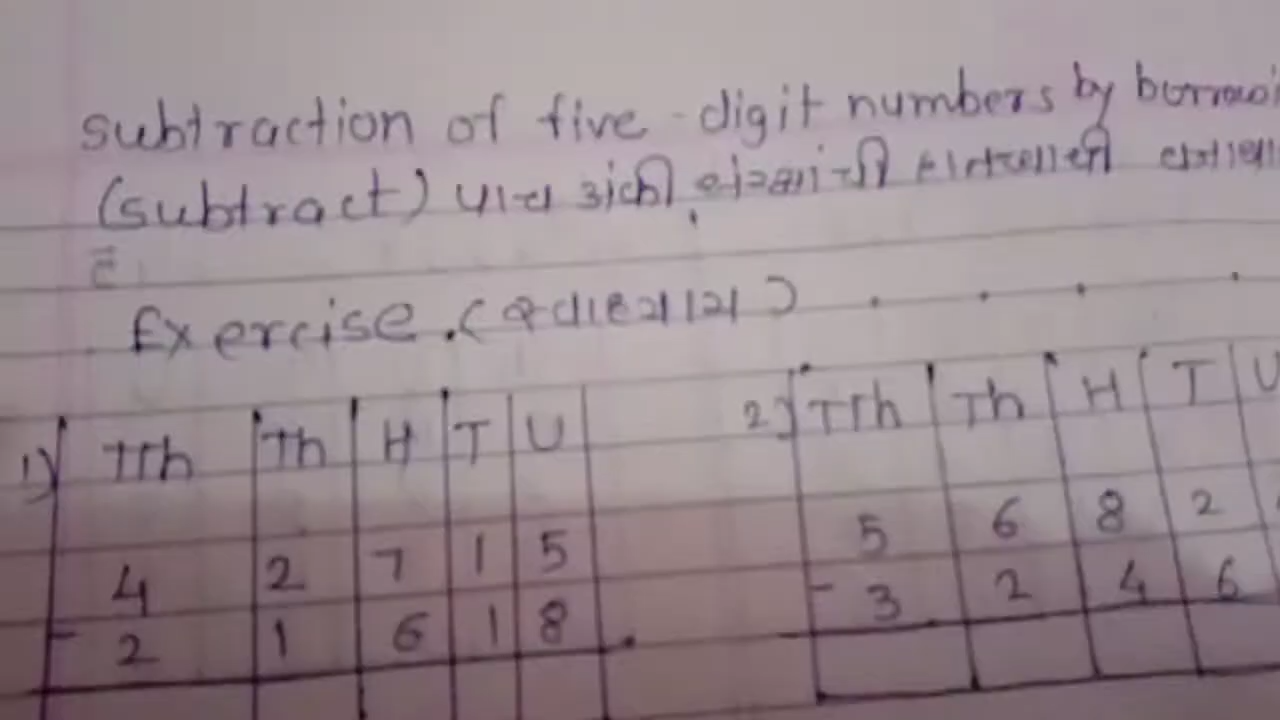 subtraction of five-digit numbers by
(subtract) પાંચ અંકની
Exercise. (સ્વાધ્યાય)
1) TTh Th H T U
4 2 7 1 5
- 2 1 6 1 8
2) TTh Th H T U
5 6 8 2
- 3 2 4 6